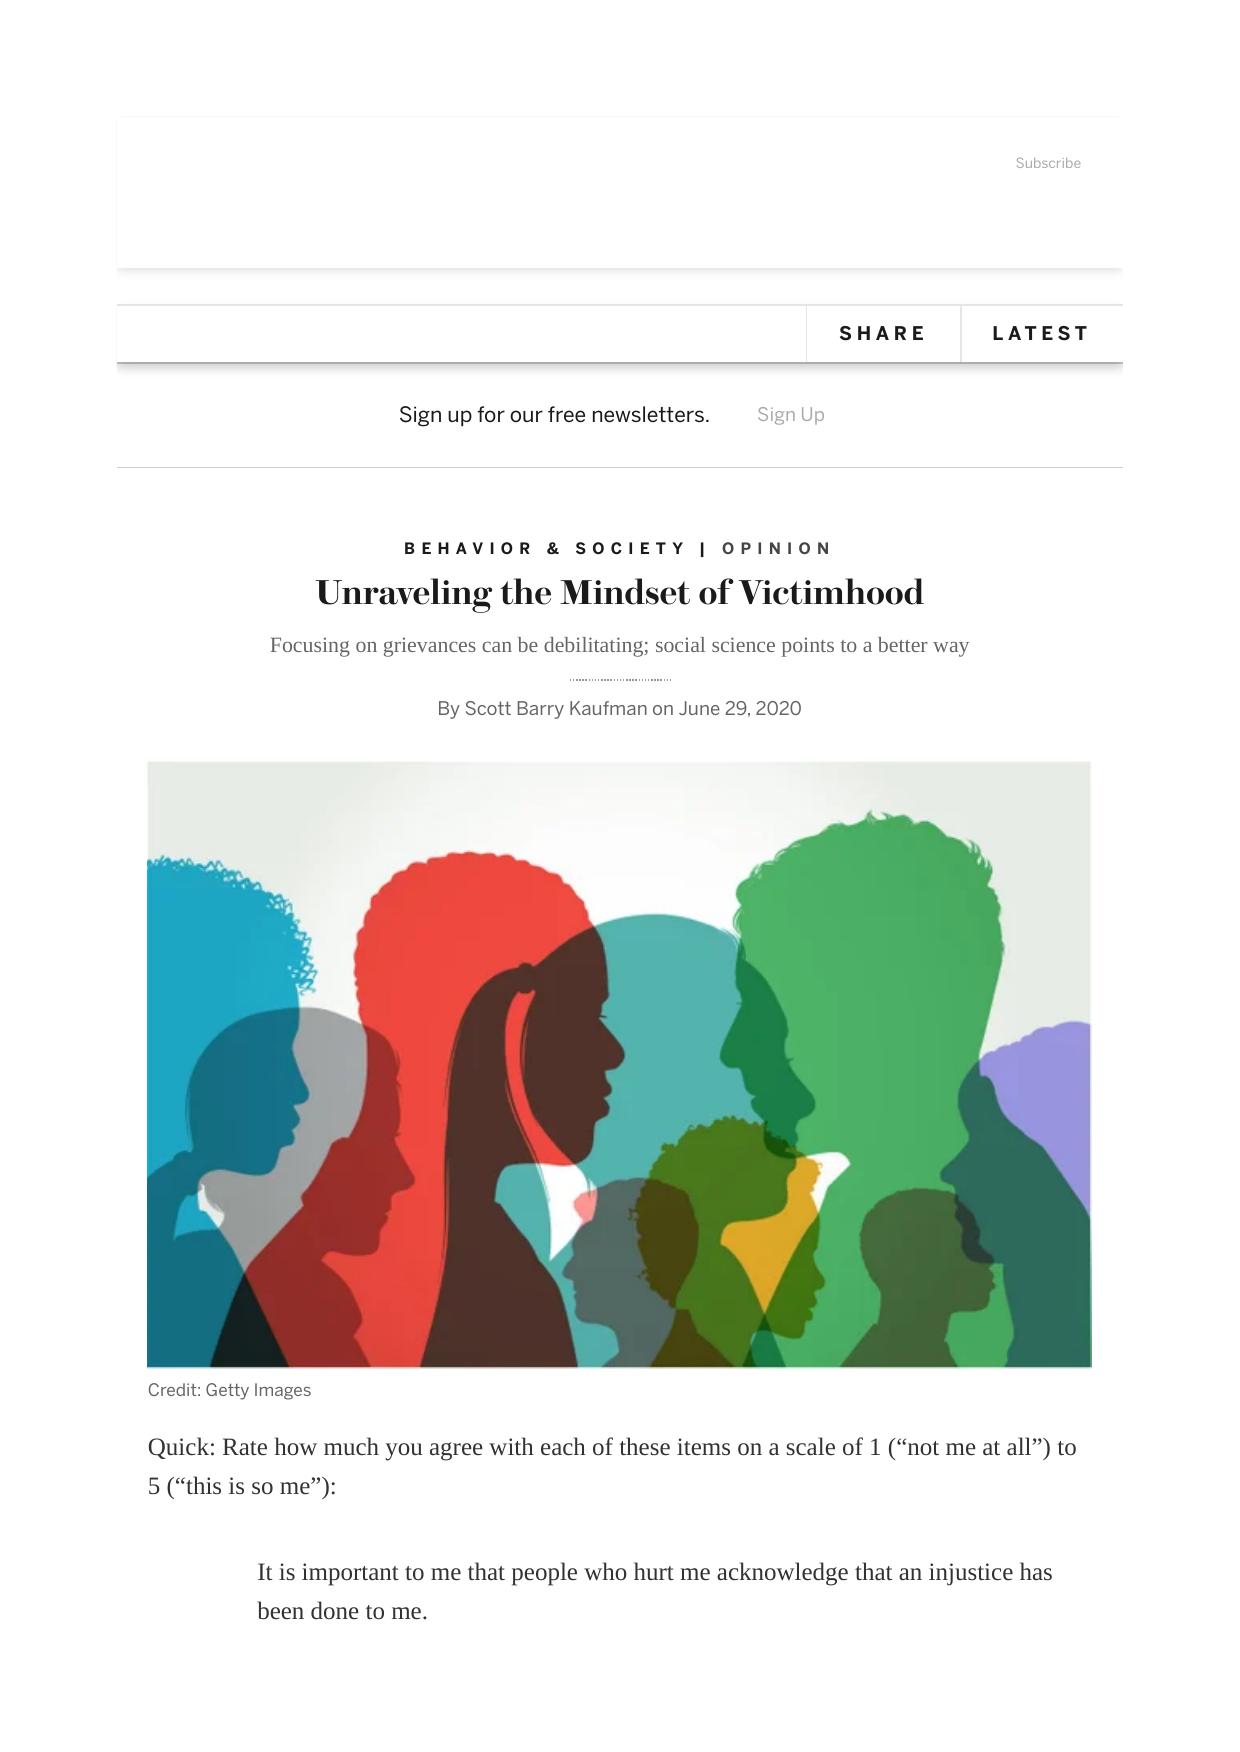 Subscribe
SHARE
LATEST
Sign up for our free newsletters.
Sign Up
BEHAVIOR & SOCIETY | OPINION
Unraveling the Mindset of Victimhood
Focusing on grievances can be debilitating; social science points to a better way
By Scott Barry Kaufman on June 29, 2020
Credit: Getty Images
Quick: Rate how much you agree with each of these items on a scale of 1 (“not me at all”) to
5 (“this is so me”):
It is important to me that people who hurt me acknowledge that an injustice has
been done to me.